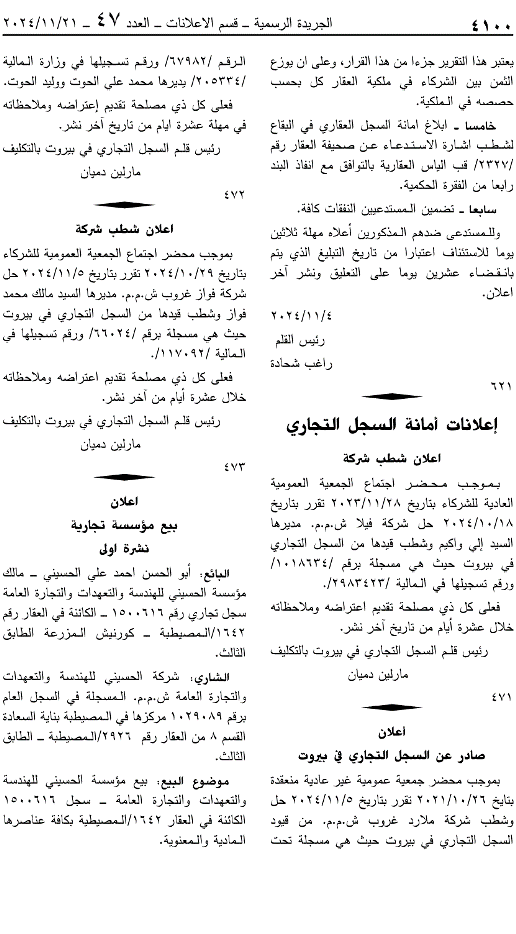 ٤١٠٠
الجريدة الرسمية ـ قسم الاعلانات ـ العدد ٤٧ ـ ٢٠٢٤/١١/٢١
يعتبر هذا التقرير جزءا من هذا القرار، وعلى ان يوزع
الثمن بين الشركاء في ملكية العقار كل بحسب
حصصه في الملكية.
خامسا ـ ابلاغ امانة السجل العقاري في البقاع
لشطب اشارة الاستدعاء عن صحيفة العقار رقم
/٢٣٢٧/ قب الياس العقارية بالتوافق مع انفاذ البند
رابعا من الفقرة الحكمية.
سابعا ـ تضمين المستدعيين النفقات كافة.
وللمستدعى ضدهم المذكورين أعلاه مهلة ثلاثين
يوما للاستئناف اعتبارا من تاريخ التبليغ الذي يتم
بانقضاء عشرين يوما على التعليق ونشر آخر
اعلان.
٢٠٢٤/١١/٤
رئيس القلم
راغب شحادة
٦٢١
إعلانات أمانة السجل التجاري
اعلان شطب شركة
بموجب محضر اجتماع الجمعية العمومية
العادية للشركاء بتاريخ ٢٠٢٣/١١/٢٨ تقرر بتاريخ
٢٠٢٤/١٠/١٨ حل شركة فيلا ش.م.م. مديرها
السيد إلي واكيم وشطب قيدها من السجل التجاري
في بيروت حيث هي مسجلة برقم /١٠١٨٦٣٤/
ورقم تسجيلها في المالية /٢٩٨٣٤٢٣/.
فعلى كل ذي مصلحة تقديم اعتراضه وملاحظاته
خلال عشرة أيام من تاريخ آخر نشر.
رئيس قلم السجل التجاري في بيروت بالتكليف
مارلين دميان
٤٧١
أعلان
صادر عن السجل التجاري في بيروت
بموجب محضر جمعية عمومية غير عادية منعقدة
بتايخ ٢٠٢١/١٠/٢٦ تقرر بتاريخ ٢٠٢٤/١١/٥ حل
وشطب شركة ملارد غروب ش.م.م. من قيود
السجل التجاري في بيروت حيث هي مسجلة تحت
الرقم /٦٧٩٨٢/ ورقم تسجيلها في وزارة المالية
/٢٠٥٣٣٤/ يديرها محمد علي الحوت ووليد الحوت.
فعلى كل ذي مصلحة تقديم إعتراضه وملاحظاته
في مهلة عشرة ايام من تاريخ آخر نشر.
رئيس قلم السجل التجاري في بيروت بالتكليف
مارلين دميان
٤٧٢
اعلان شطب شركة
بموجب محضر اجتماع الجمعية العمومية للشركاء
بتاريخ ٢٠٢٤/١٠/٢٩ تقرر بتاريخ ٢٠٢٤/١١/٥ حل
شركة فواز غروب ش.م.م. مديرها السيد مالك محمد
فواز وشطب قيدها من السجل التجاري في بيروت
حيث هي مسجلة برقم /٦٦٠٢٤/ ورقم تسجيلها في
المالية /١١٧٠٩٢/.
فعلى كل ذي مصلحة تقديم اعتراضه وملاحظاته
خلال عشرة أيام من آخر نشر.
رئيس قلم السجل التجاري في بيروت بالتكليف
مارلين دميان
٤٧٣
اعلان
بيع مؤسسة تجارية
نشرة اولى
البائع: أبو الحسن احمد علي الحسيني ـ مالك
مؤسسة الحسيني للهندسة والتعهدات والتجارة العامة
سجل تجاري رقم ١٥٠٠٦١٦ ـ الكائنة في العقار رقم
١٦٤٢/المصيطبة ـ كورنيش المزرعة الطابق
الثالث.
الشاري: شركة الحسيني للهندسة والتعهدات
والتجارة العامة ش.م.م. المسجلة في السجل العام
برقم ١٠٢٩٠٨٩ مركزها في المصيطبة بناية السعادة
القسم ٨ من العقار رقم ٢٩٢٦/المصيطبة ـ الطابق
الثالث.
موضوع البيع: بيع مؤسسة الحسيني للهندسة
والتعهدات والتجارة العامة ـ سجل ١٥٠٠٦١٦
الكائنة في العقار ١٦٤٢/المصيطبة بكافة عناصرها
المادية والمعنوية.